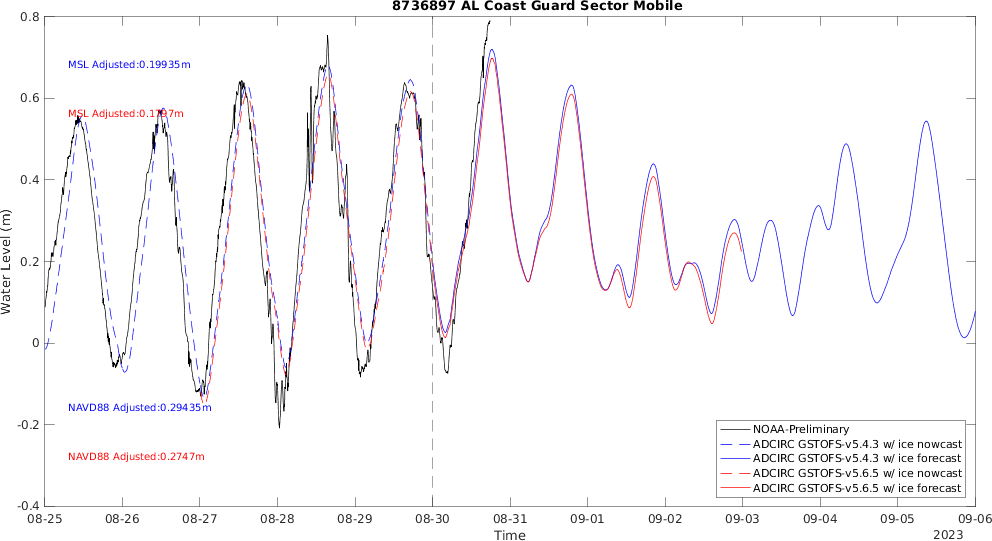 8736897 AL Coast Guard Sector Mobile
0.8
MSL Adjusted:0.19935m
0.6
MSL Adjusted:0.1797m
0.4
Water Level (m)
0.2
0
NAVD88 Adjusted:0.29435m
-0.2
NAVD88 Adjusted:0.2747m
-0.4
NOAA-Preliminary
ADCIRC GSTOFS-v5.4.3 w/ ice nowcast
ADCIRC GSTOFS-v5.4.3 w/ ice forecast
ADCIRC GSTOFS-v5.6.5 w/ ice nowcast
ADCIRC GSTOFS-v5.6.5 w/ ice forecast
08-25 08-26 08-27 08-28 08-29 08-30 08-31 09-01 09-02 09-03 09-04 09-05 09-06
Time
2023